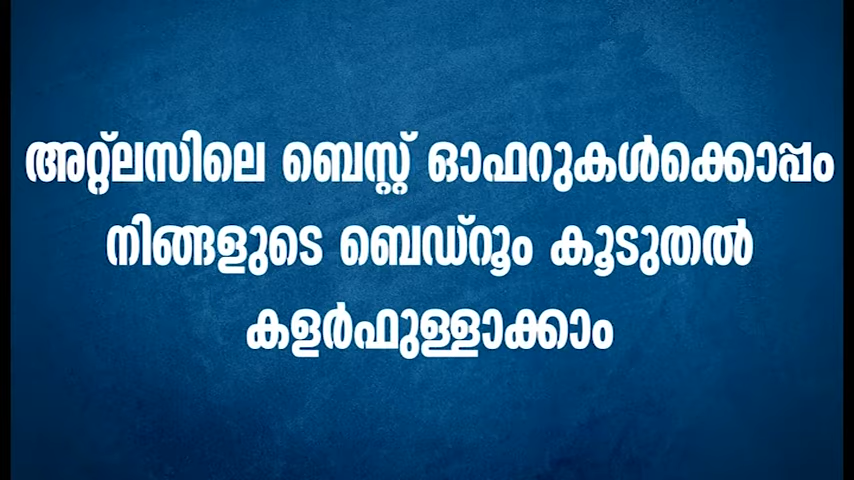 അറ്റ്ലസിലെ ബെസ്റ്റ് ഓഫറുകൾക്കൊപ്പം
നിങ്ങളുടെ ബെഡ്റൂം കൂടുതൽ
കളർഫുള്ളാക്കാം